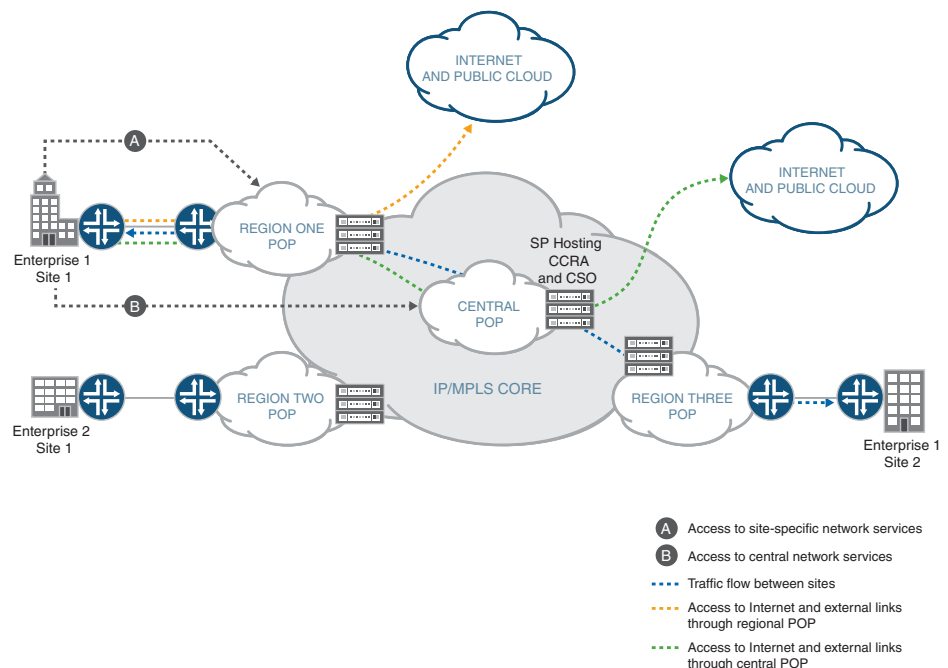 INTERNET
AND PUBLIC CLOUD
A
INTERNET
AND PUBLIC CLOUD
REGION ONE
POP
SP Hosting
CCRA
and CSO
Enterprise 1
Site 1
B
CENTRAL
POP
IP/MPLS CORE
REGION TWO
POP
REGION THREE
POP
Enterprise 2
Site 1
Enterprise 1
Site 2
A Access to site-specific network services
B Access to central network services
Traffic flow between sites
Access to Internet and external links
through regional POP
Access to Internet and external links
through central POP